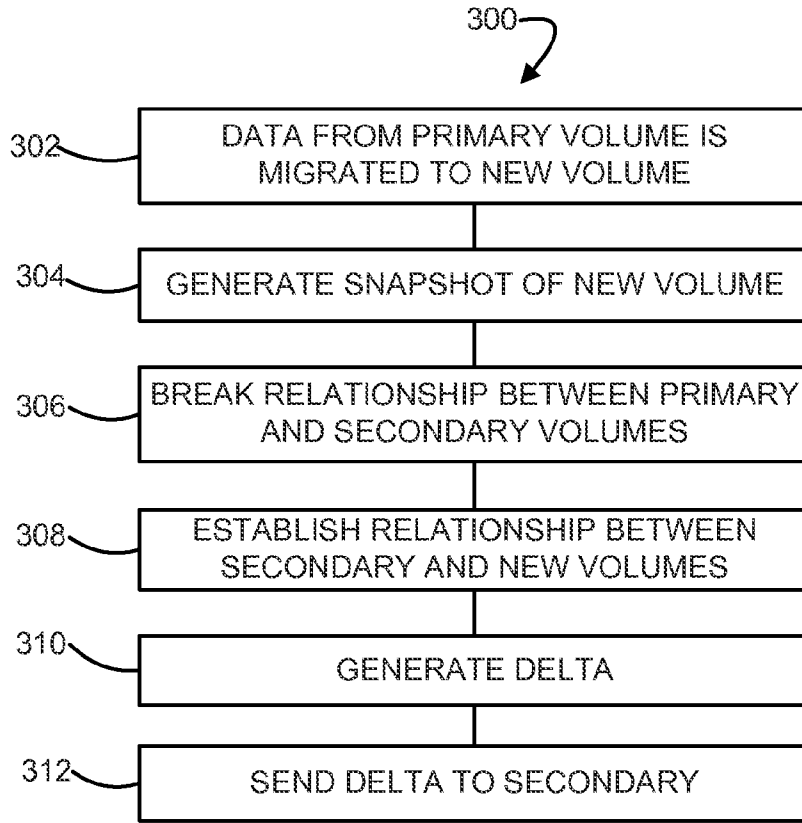 300
302
DATA FROM PRIMARY VOLUME IS
MIGRATED TO NEW VOLUME
304
GENERATE SNAPSHOT OF NEW VOLUME
306
BREAK RELATIONSHIP BETWEEN PRIMARY
AND SECONDARY VOLUMES
308
ESTABLISH RELATIONSHIP BETWEEN
SECONDARY AND NEW VOLUMES
310
GENERATE DELTA
312
SEND DELTA TO SECONDARY